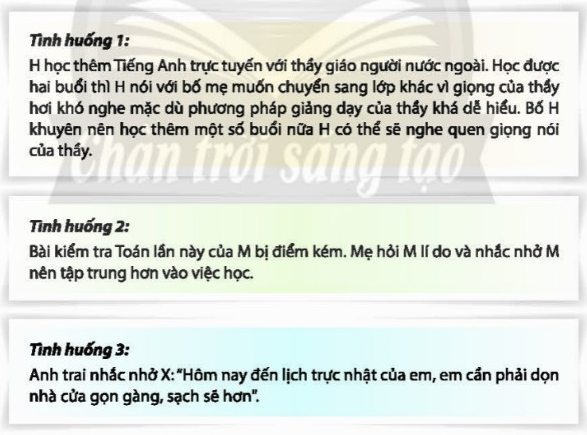 Tình huống 1:
H học thêm Tiếng Anh trực tuyến với thầy giáo người nước ngoài. Học được
hai buổi thì H nói với bố mẹ muốn chuyển sang lớp khác vì giọng của thầy
hơi khó nghe mặc dù phương pháp giảng dạy của thầy khá dễ hiểu. Bố H
khuyên nên học thêm một số buổi nữa H có thể sẽ nghe quen giọng nói
của thầy.
Chân trời sáng tạo
Tình huống 2:
Bài kiểm tra Toán lần này của M bị điểm kém. Mẹ hỏi M lí do và nhắc nhở M
nên tập trung hơn vào việc học.
Tình huống 3:
Anh trai nhắc nhở X: "Hôm nay đến lịch trực nhật của em, em cần phải dọn
nhà cửa gọn gàng, sạch sẽ hơn".